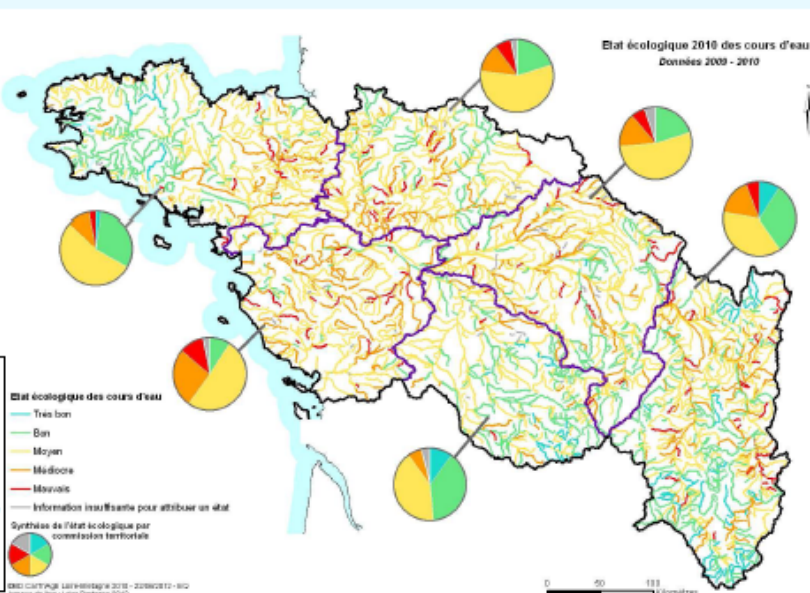 Etat écologique 2010 des cours d'eau
Données 2009 - 2010
Etat écologique des cours d'eau
Très bon
Bon
Moyen
Médiocre
Mauvais
Information insuffisante pour attribuer un état
Synthèse de l'état écologique par
commission territoriale
0 50 100
Kilomètres